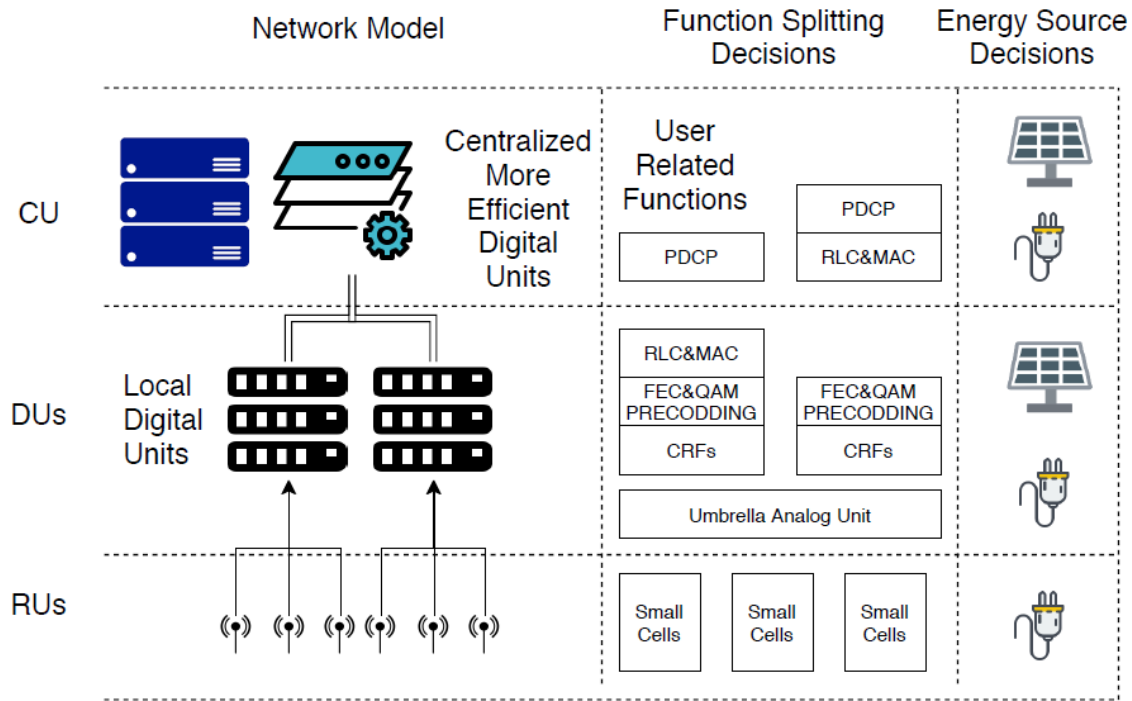 Network Model
Function Splitting
Decisions
Energy Source
Decisions
CU
Centralized
More
Efficient
Digital
Units
User
Related
Functions
PDCP
PDCP
RLC&MAC
DUs
Local
Digital
Units
RLC&MAC
FEC&QAM
PRECODDING
CRFs
FEC&QAM
PRECODDING
CRFs
Umbrella Analog Unit
RUs
Small
Cells
Small
Cells
Small
Cells